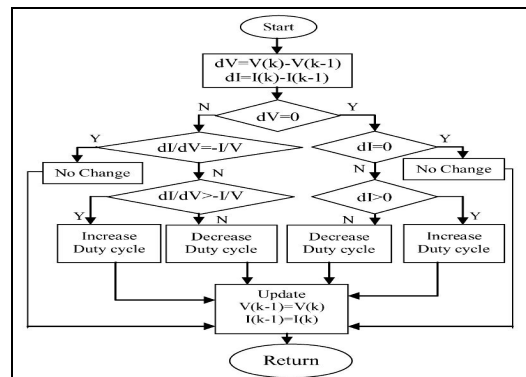 Start
dV=V(k)-V(k-1)
dI=I(k)-I(k-1)
N
Y
dV=0
Y
dI/dV=-I/V
dI=0
Y
No Change
N
N
No Change
dI/dV>-I/V
dI>0
Y
N
N
Y
Increase
Duty cycle
Decrease
Duty cycle
Decrease
Duty cycle
Increase
Duty cycle
Update
V(k-1)=V(k)
I(k-1)=I(k)
Return